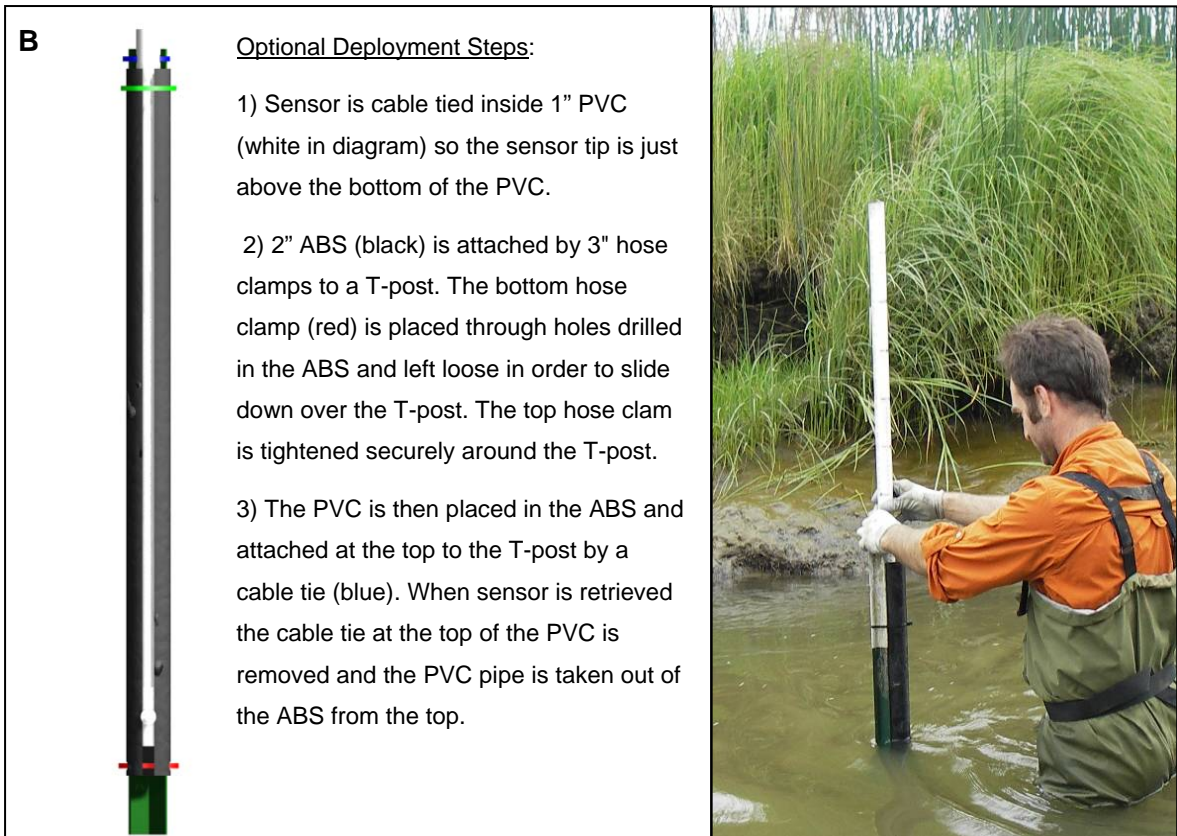 B
Optional Deployment Steps:
1) Sensor is cable tied inside 1” PVC
(white in diagram) so the sensor tip is just
above the bottom of the PVC.
2) 2” ABS (black) is attached by 3" hose
clamps to a T-post. The bottom hose
clamp (red) is placed through holes drilled
in the ABS and left loose in order to slide
down over the T-post. The top hose clam
is tightened securely around the T-post.
3) The PVC is then placed in the ABS and
attached at the top to the T-post by a
cable tie (blue). When sensor is retrieved
the cable tie at the top of the PVC is
removed and the PVC pipe is taken out of
the ABS from the top.